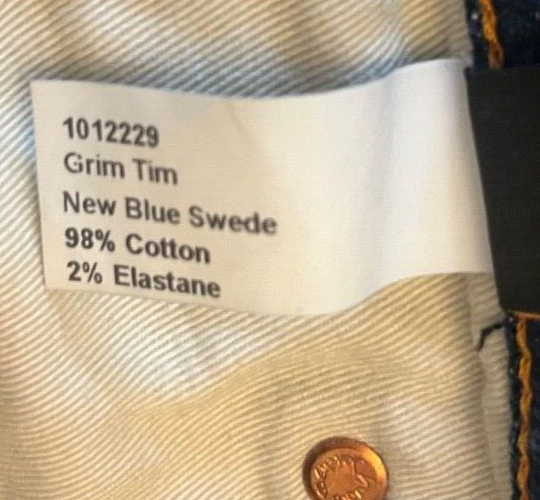 1012229
Grim Tim
New Blue Swede
98% Cotton
2% Elastane